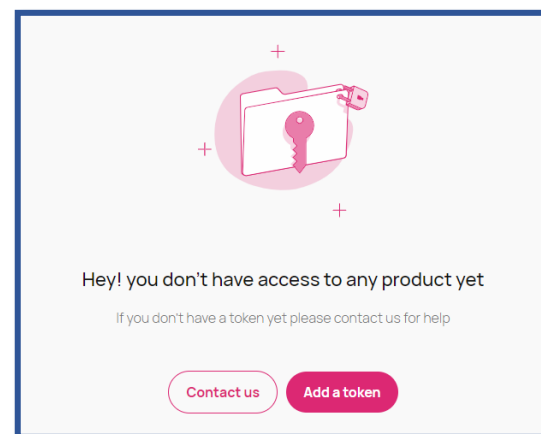 Hey! you don't have access to any product yet
If you don't have a token yet please contact us for help
Contact us
Add a token